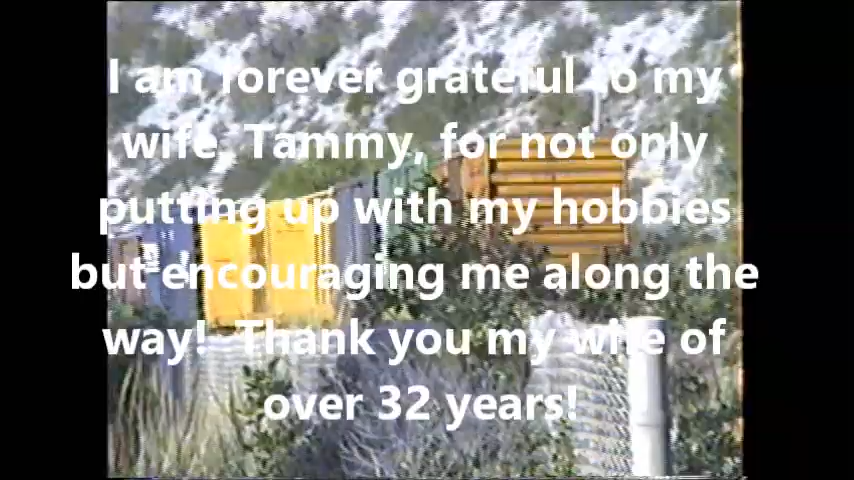 I am forever grateful to my
wife, Tammy, for not only
putting up with my hobbies
but encouraging me along the
way!  Thank you my wife of
over 32 years!